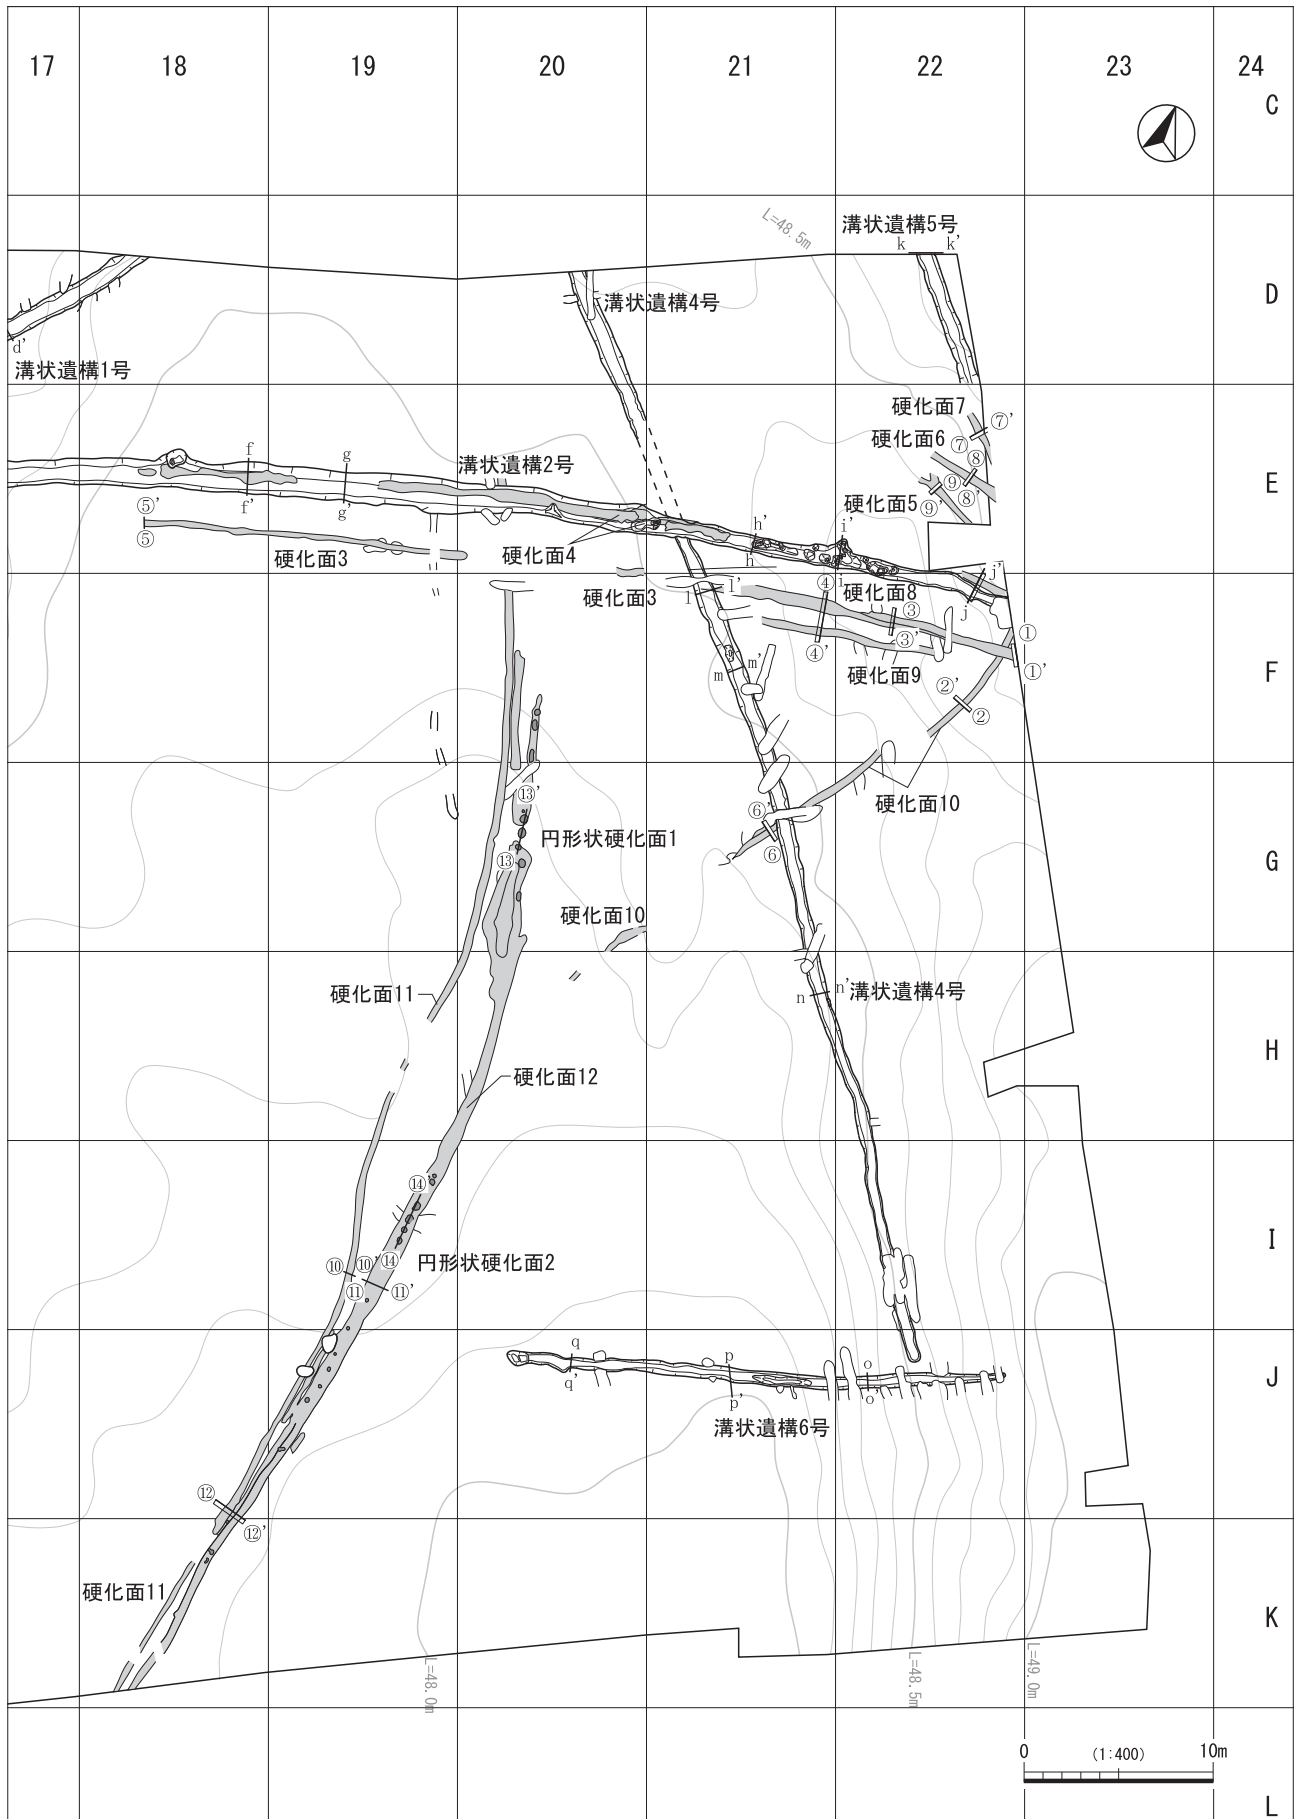 17 18 19 20 21 22 23 24
C
L=48.5m
溝状遺構5号
k k'
D
溝状遺構4号
d'
溝状遺構1号
硬化面7
⑦ ⑦'
硬化面6
⑧ ⑧'
硬化面5
⑨ ⑨'
E
f f'
g g'
溝状遺構2号
⑤' ⑤
硬化面3
硬化面4
h' h
i' i
j' j
硬化面3
l l'
④ ④'
硬化面8
③ ③'
① ①'
硬化面9
②' ②
F
m m'
硬化面10
⑥' ⑥
⑬' ⑬
円形状硬化面1
G
硬化面10
硬化面11
n n'
溝状遺構4号
H
硬化面12
⑭' ⑭
円形状硬化面2
⑩ ⑩'
⑪ ⑪'
I
q q'
p p'
o o'
J
溝状遺構6号
⑫ ⑫'
硬化面11
K
L=48.0m
L=48.5m
L=49.0m
0 (1:400) 10m
L